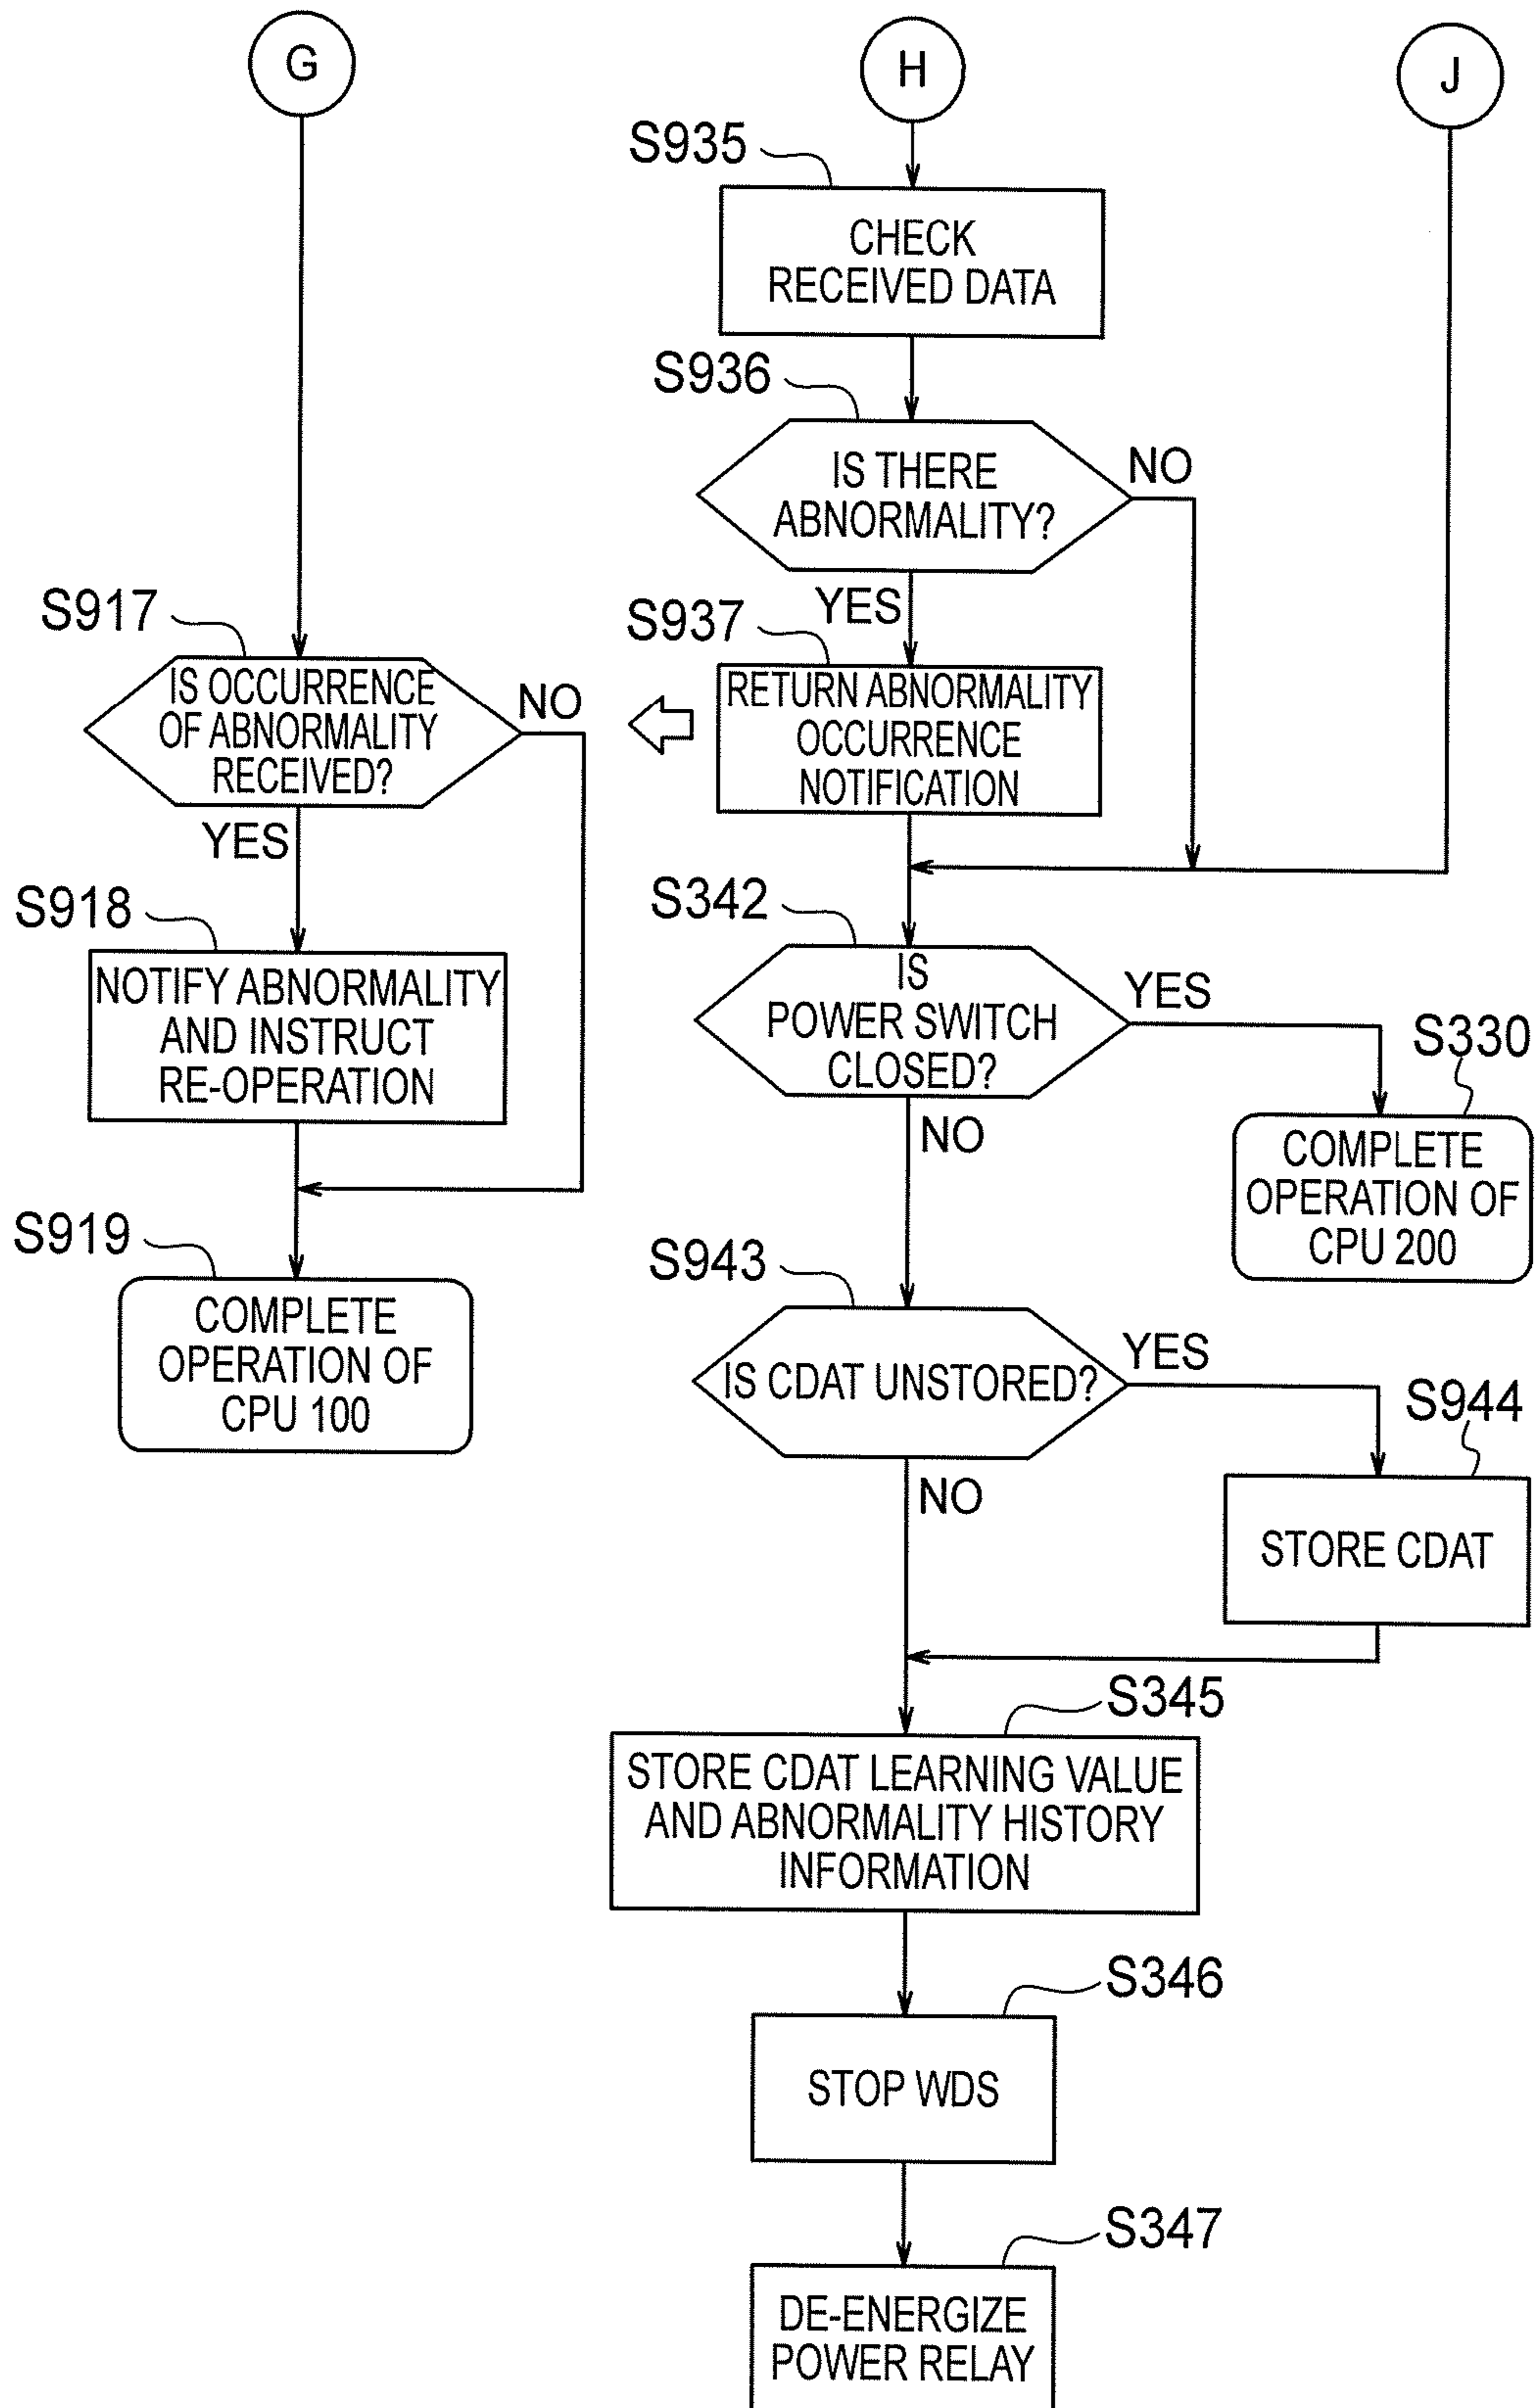 G
H
J
S935
CHECK
RECEIVED DATA
S936
IS THERE
ABNORMALITY?
NO
YES
S917
IS OCCURRENCE
OF ABNORMALITY
RECEIVED?
NO
YES
S937
RETURN ABNORMALITY
OCCURRENCE
NOTIFICATION
S918
NOTIFY ABNORMALITY
AND INSTRUCT
RE-OPERATION
S342
IS
POWER SWITCH
CLOSED?
YES
NO
S330
COMPLETE
OPERATION OF
CPU 200
S919
COMPLETE
OPERATION OF
CPU 100
S943
IS CDAT UNSTORED?
YES
NO
S944
STORE CDAT
S345
STORE CDAT LEARNING VALUE
AND ABNORMALITY HISTORY
INFORMATION
S346
STOP WDS
S347
DE-ENERGIZE
POWER RELAY